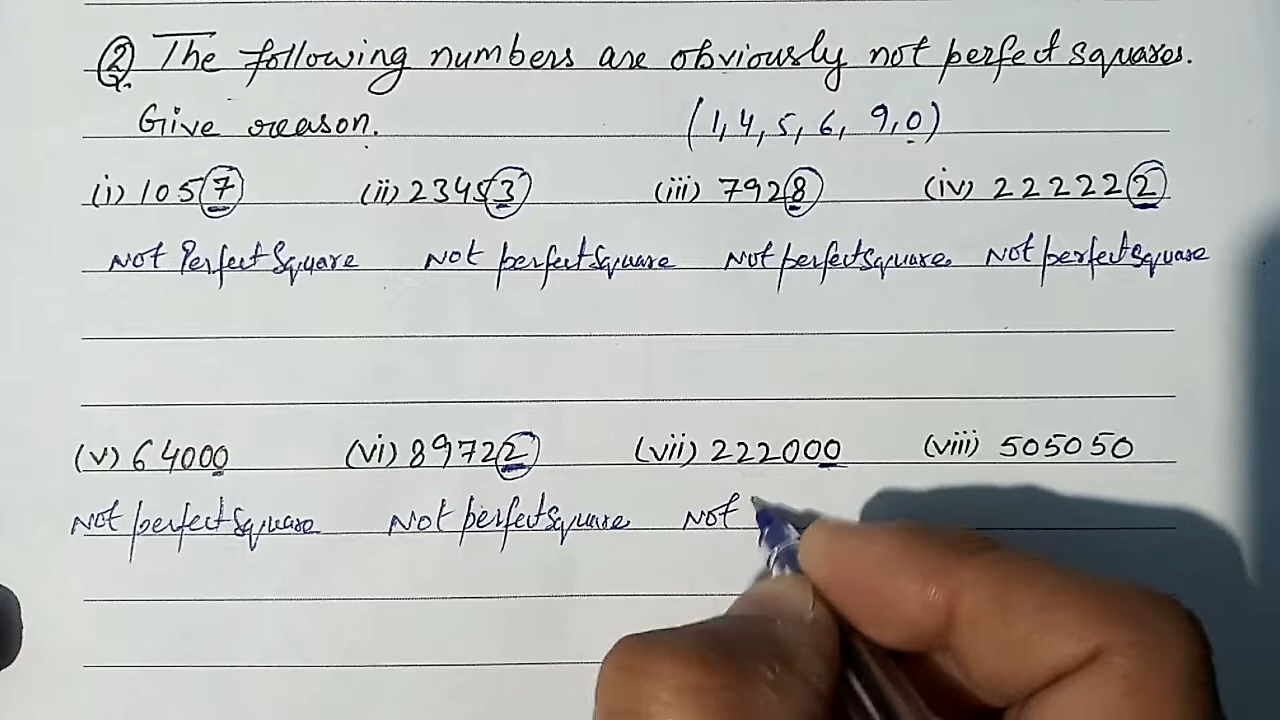 (2) The following numbers are obviously not perfect squares.
Give reason. (1, 4, 5, 6, 9, 0)
(i) 1057 (ii) 23453 (iii) 7928 (iv) 222222
Not Perfect Square Not perfect square Not perfect square Not perfect square
(v) 64000 (vi) 89722 (vii) 222000 (viii) 505050
Not perfect square Not perfect square Not